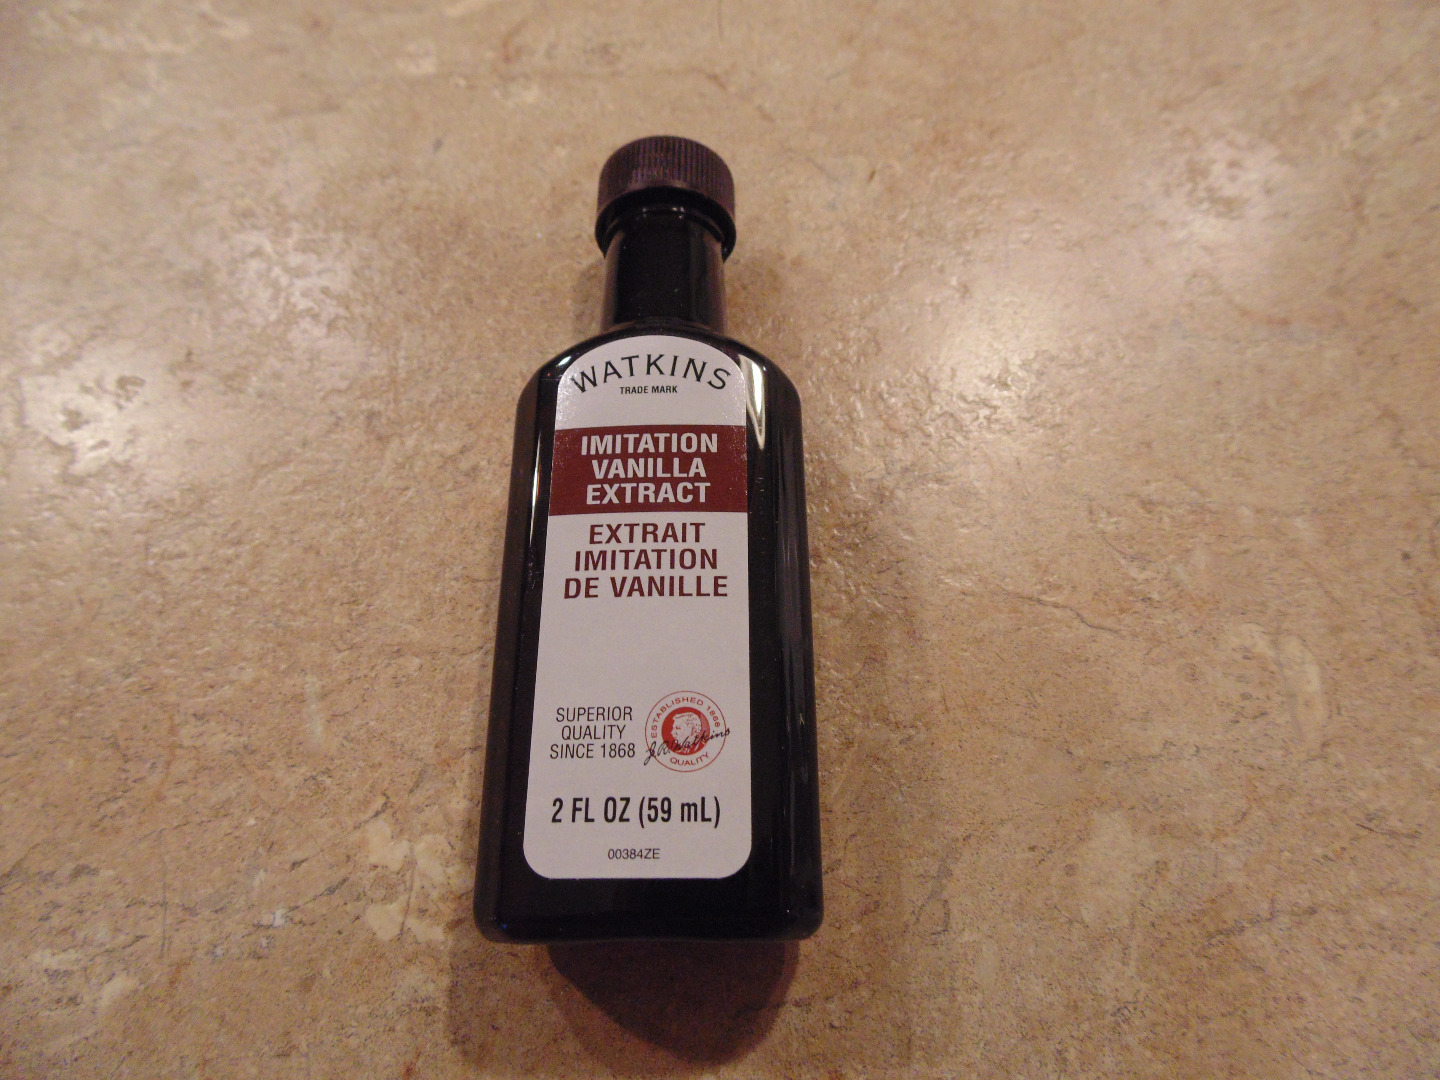 WATKINS
TRADE MARK
IMITATION
VANILLA
EXTRACT
EXTRAIT
IMITATION
DE VANILLE
SUPERIOR
QUALITY
SINCE 1868
ESTABLISHED 1868
J.R. Watkins
QUALITY
2 FL OZ (59 mL)
00384ZE